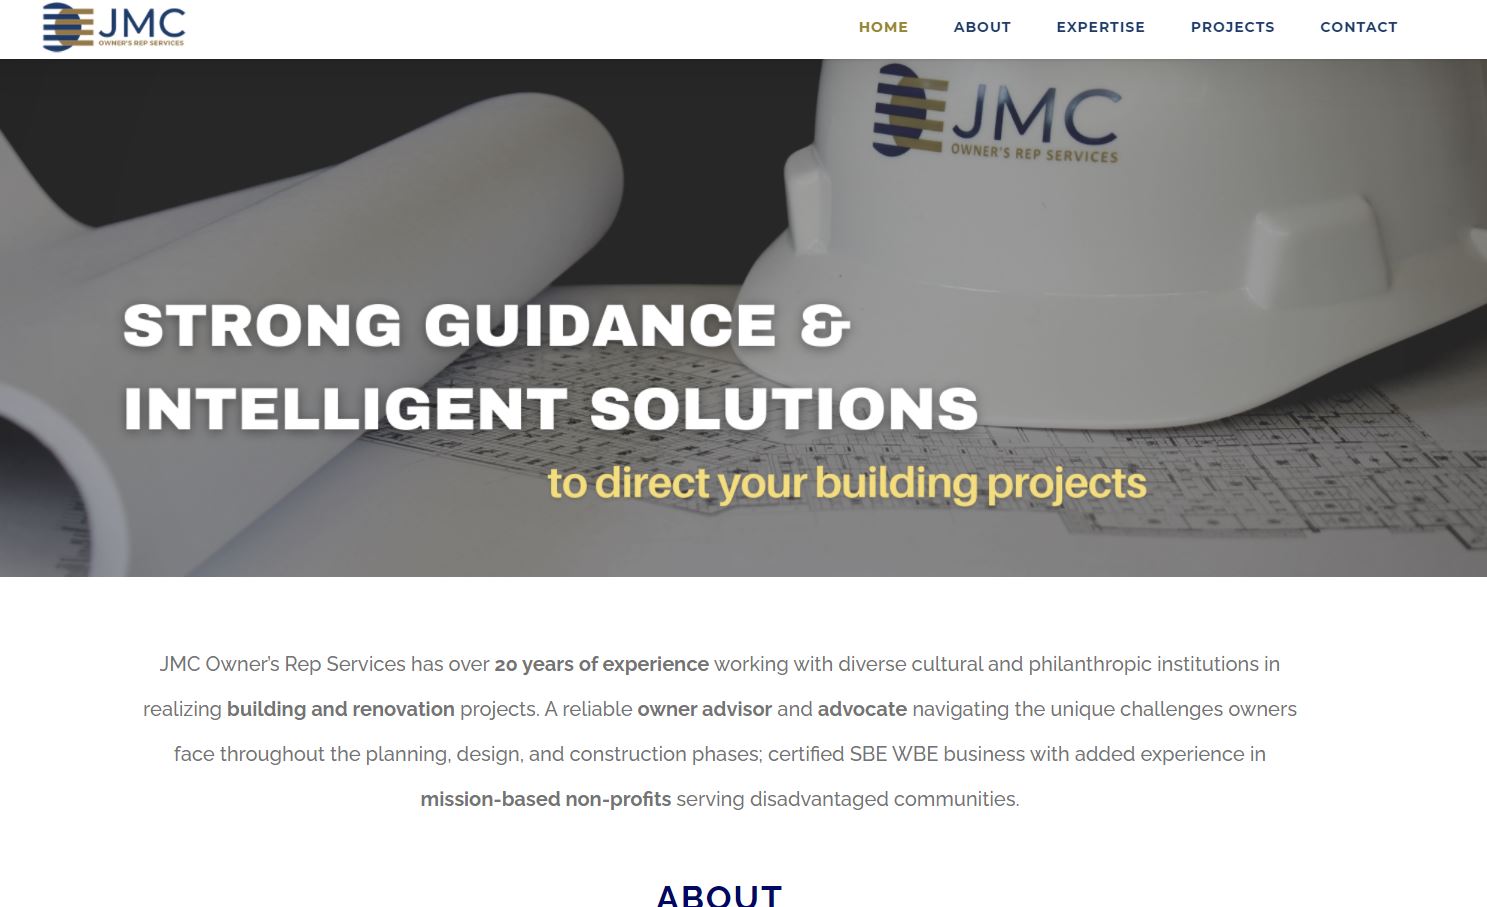 JMC
OWNER'S REP SERVICES
HOME ABOUT EXPERTISE PROJECTS CONTACT
JMC
OWNER'S REP SERVICES
STRONG GUIDANCE &
INTELLIGENT SOLUTIONS
to direct your building projects
JMC Owner's Rep Services has over 20 years of experience working with diverse cultural and philanthropic institutions in
realizing building and renovation projects. A reliable owner advisor and advocate navigating the unique challenges owners
face throughout the planning, design, and construction phases; certified SBE WBE business with added experience in
mission-based non-profits serving disadvantaged communities.
ABOUT